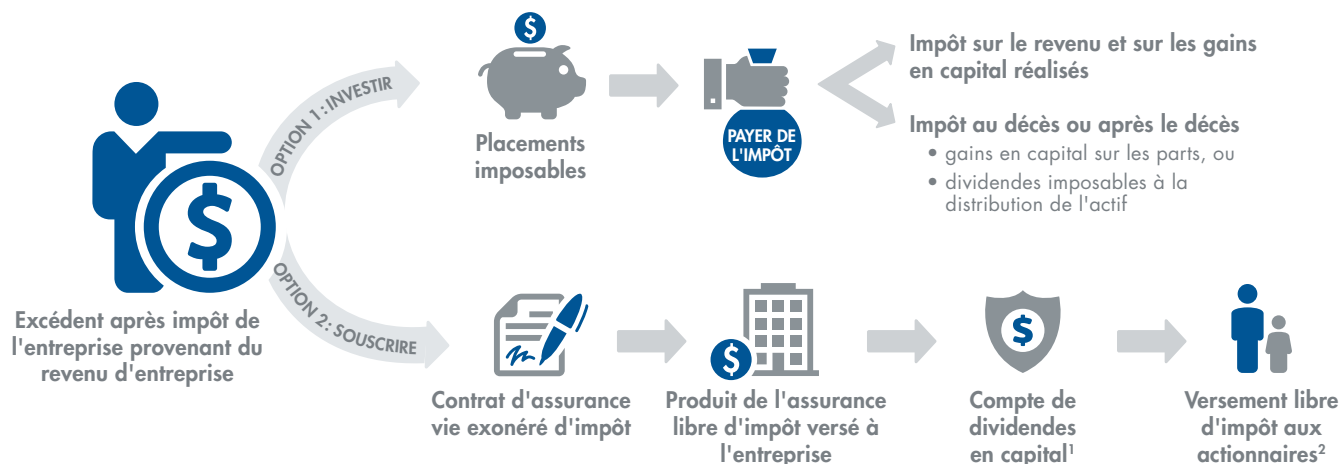 Excédent après impôt de
l'entreprise provenant du
revenu d'entreprise
OPTION 1: INVESTIR
$
$
Placements
imposables
PAYER DE
L'IMPÔT
Impôt sur le revenu et sur les gains
en capital réalisés
Impôt au décès ou après le décès
• gains en capital sur les parts, ou
• dividendes imposables à la
distribution de l'actif
OPTION 2: SOUSCRIRE
Contrat d'assurance
vie exonéré d'impôt
$
Produit de l'assurance
libre d'impôt versé à
l'entreprise
$
Compte de
dividendes
en capital¹
Versement libre
d'impôt aux
actionnaires²